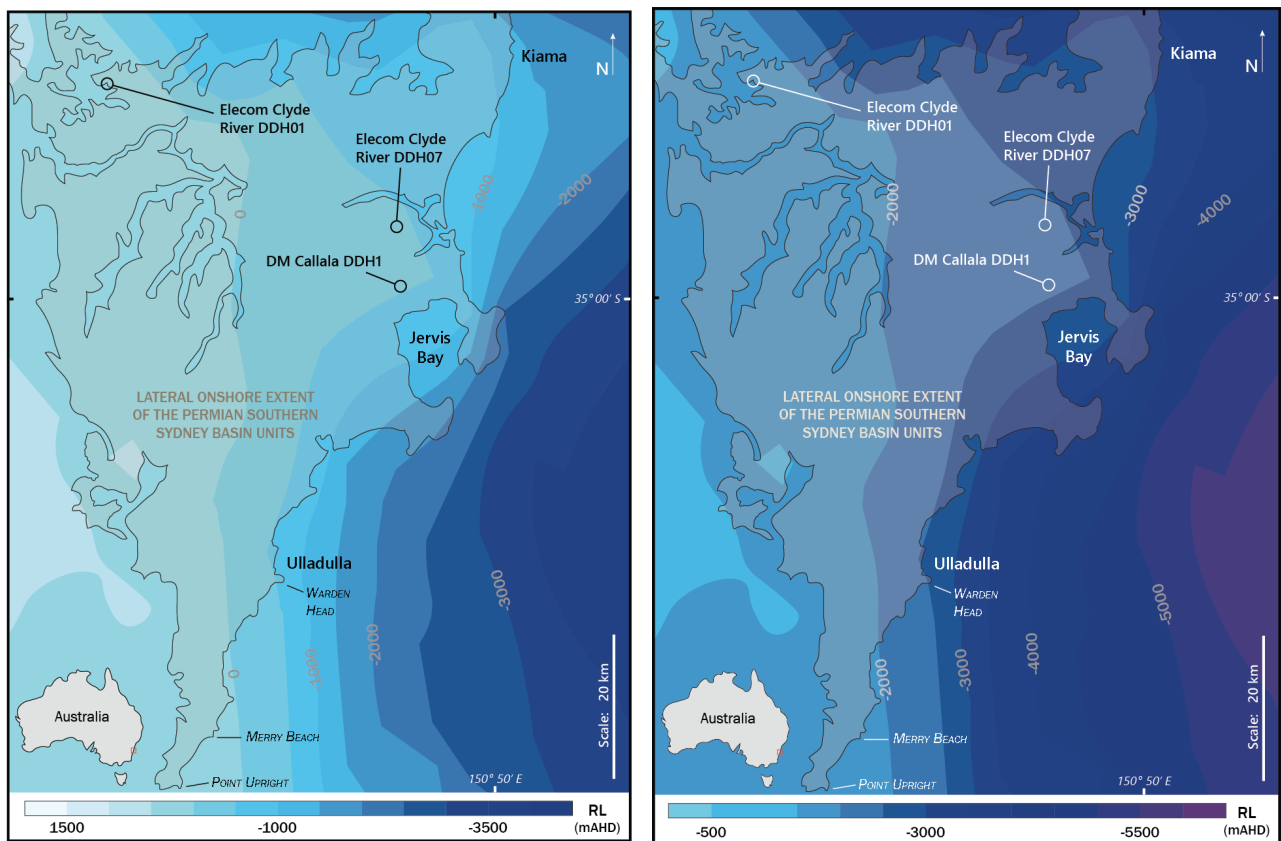 Kiama
N
Elecom Clyde
River DDH01
Elecom Clyde
River DDH07
-1000
-2000
0
DM Callala DDH1
35° 00’ S
Jervis
Bay
LATERAL ONSHORE EXTENT
OF THE PERMIAN SOUTHERN
SYDNEY BASIN UNITS
Ulladulla
WARDEN
HEAD
-3000
-2000
-1000
0
Scale: 20 km
Australia
MERRY BEACH
POINT UPRIGHT
150° 50’ E
RL
(mAHD)
1500
-1000
-3500
Kiama
N
Elecom Clyde
River DDH01
Elecom Clyde
River DDH07
-2000
-3000
-4000
DM Callala DDH1
35° 00’ S
Jervis
Bay
LATERAL ONSHORE EXTENT
OF THE PERMIAN SOUTHERN
SYDNEY BASIN UNITS
Ulladulla
WARDEN
HEAD
-5000
-4000
-3000
-2000
Scale: 20 km
Australia
MERRY BEACH
POINT UPRIGHT
150° 50’ E
RL
(mAHD)
-500
-3000
-5500